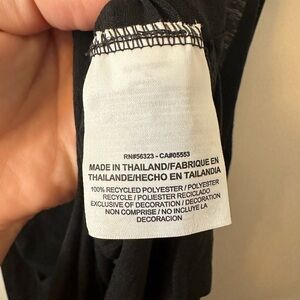 RN#56323 - CA#05553
MADE IN THAILAND/FABRIQUE EN
THAILANDE/HECHO EN TAILANDIA
100% RECYCLED POLYESTER / POLYESTER
RECYCLE / POLIESTER RECICLADO
EXCLUSIVE OF DECORATION / DECORATION
NON COMPRISE / NO INCLUYE LA
DECORACION